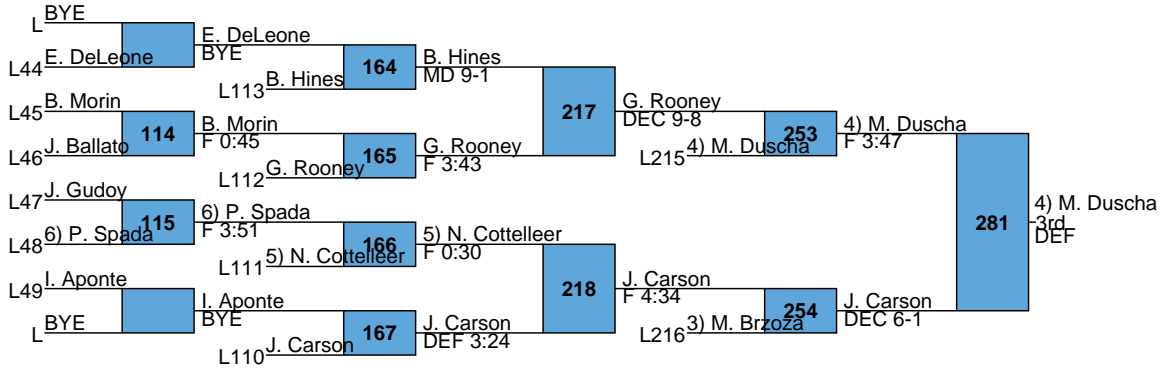 L BYE
L44 E. DeLeone
E. DeLeone
BYE
L113 B. Hines
164
B. Hines
MD 9-1
L45 B. Morin
114
L46 J. Ballato
B. Morin
F 0:45
L112 G. Rooney
165
G. Rooney
F 3:43
217
G. Rooney
DEC 9-8
L215 4) M. Duscha
253
4) M. Duscha
F 3:47
L47 J. Gudoy
115
L48 6) P. Spada
6) P. Spada
F 3:51
L111 5) N. Cottelleer
166
5) N. Cottelleer
F 0:30
L49 I. Aponte
L BYE
I. Aponte
BYE
L110 J. Carson
167
J. Carson
DEF 3:24
218
J. Carson
F 4:34
L216 3) M. Brzoza
254
J. Carson
DEC 6-1
281
4) M. Duscha
3rd
DEF